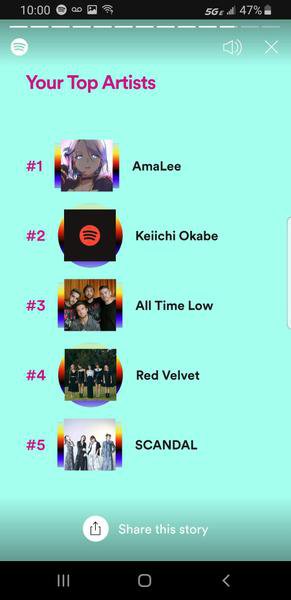 10:00
5GE
47%
Your Top Artists
#1 AmaLee
#2 Keiichi Okabe
#3 All Time Low
#4 Red Velvet
#5 SCANDAL
Share this story